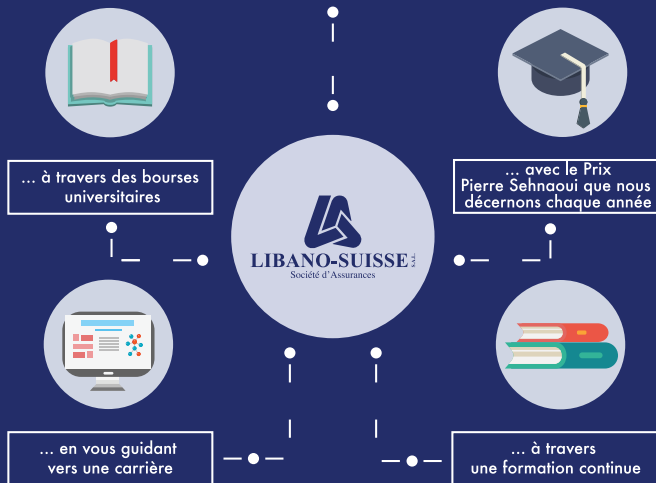 ... à travers des bourses
universitaires
... avec le Prix
Pierre Sehnaoui que nous
décernons chaque année
LIBANO-SUISSE S.A.L.
Société d'Assurances
... en vous guidant
vers une carrière
... à travers
une formation continue